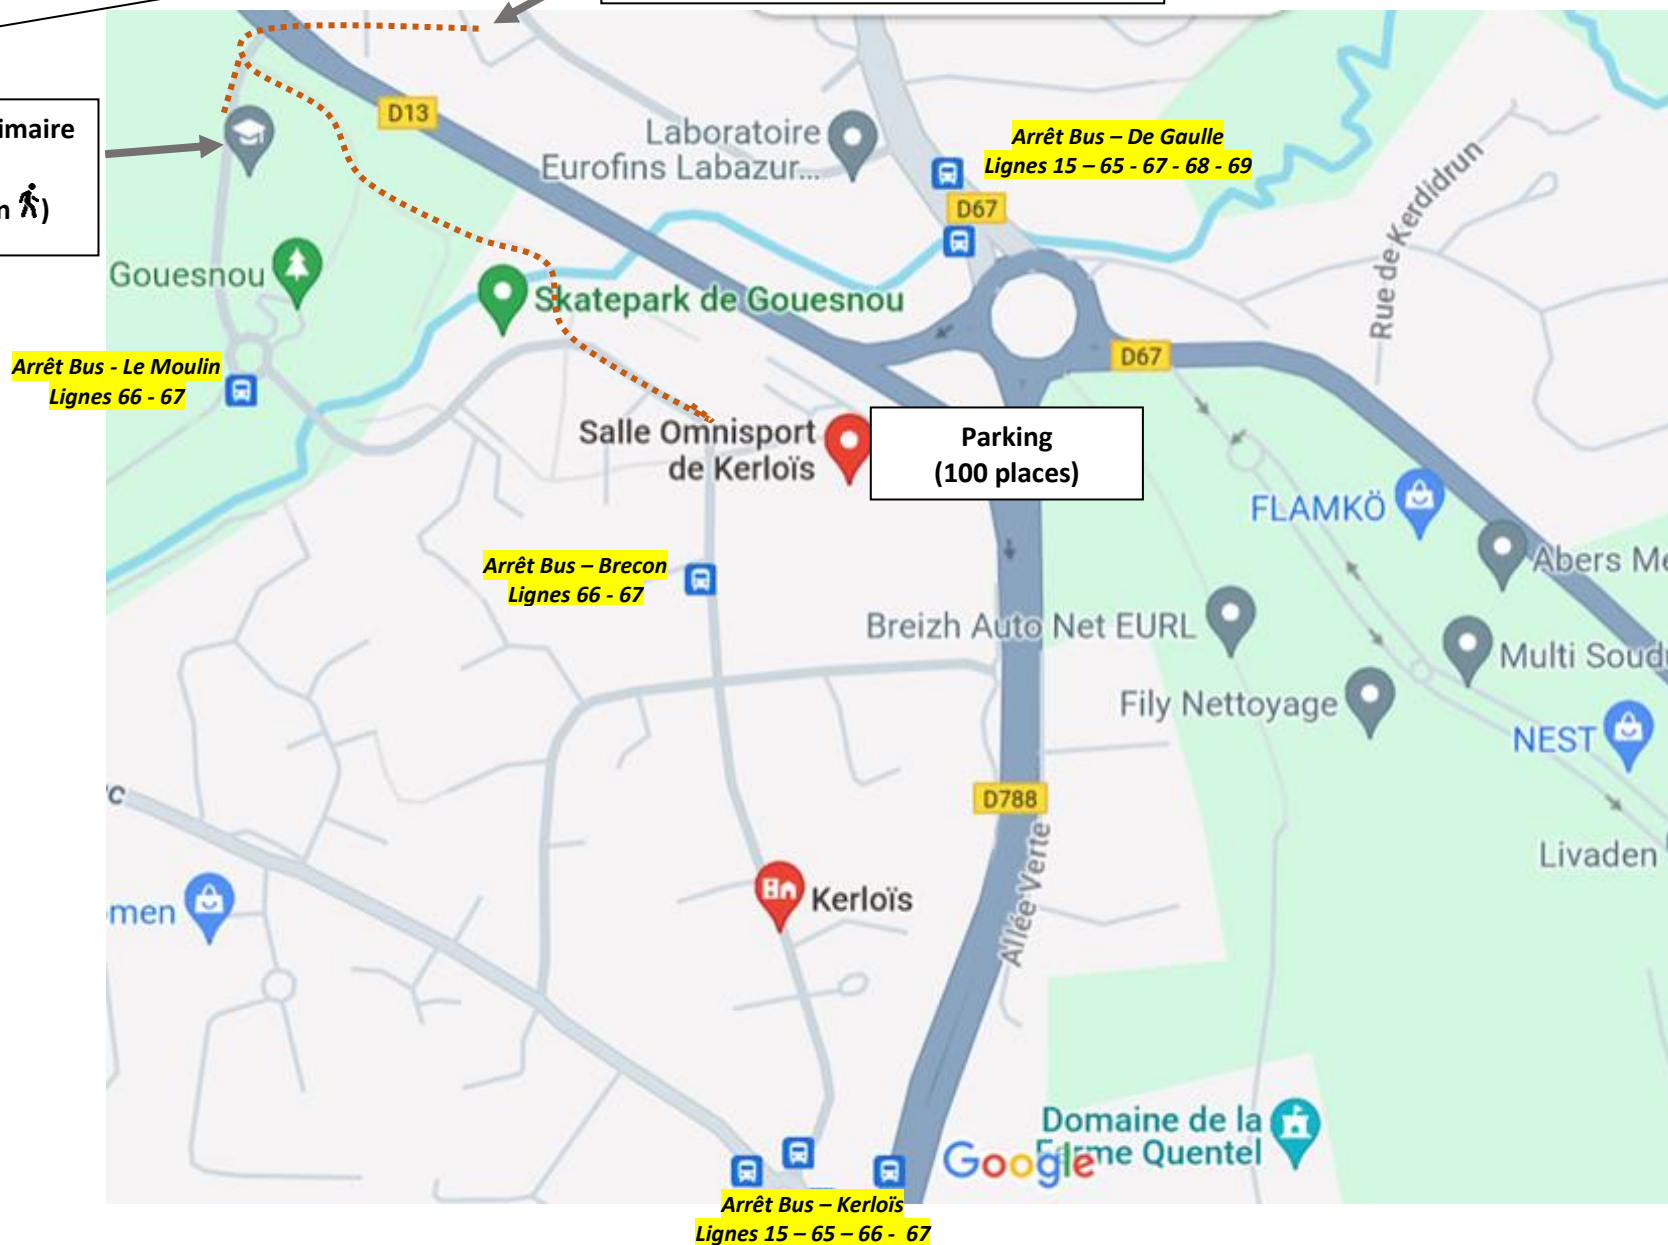 D13
Laboratoire
Eurofins Labazur...
Arrêt Bus – De Gaulle
Lignes 15 – 65 - 67 - 68 - 69
D67
Rue de Kerdidrun
Gouesnou
Skatepark de Gouesnou
Arrêt Bus - Le Moulin
Lignes 66 - 67
D67
Salle Omnisport
de Kerloïs
Parking
(100 places)
FLAMKÖ
Abers Me
Arrêt Bus – Brecon
Lignes 66 - 67
Breizh Auto Net EURL
Multi Soudu
Fily Nettoyage
NEST
D788
Allée Verte
Livaden
men
Kerloïs
Domaine de la
Ferme Quentel
Google
Arrêt Bus – Kerloïs
Lignes 15 – 65 – 66 - 67